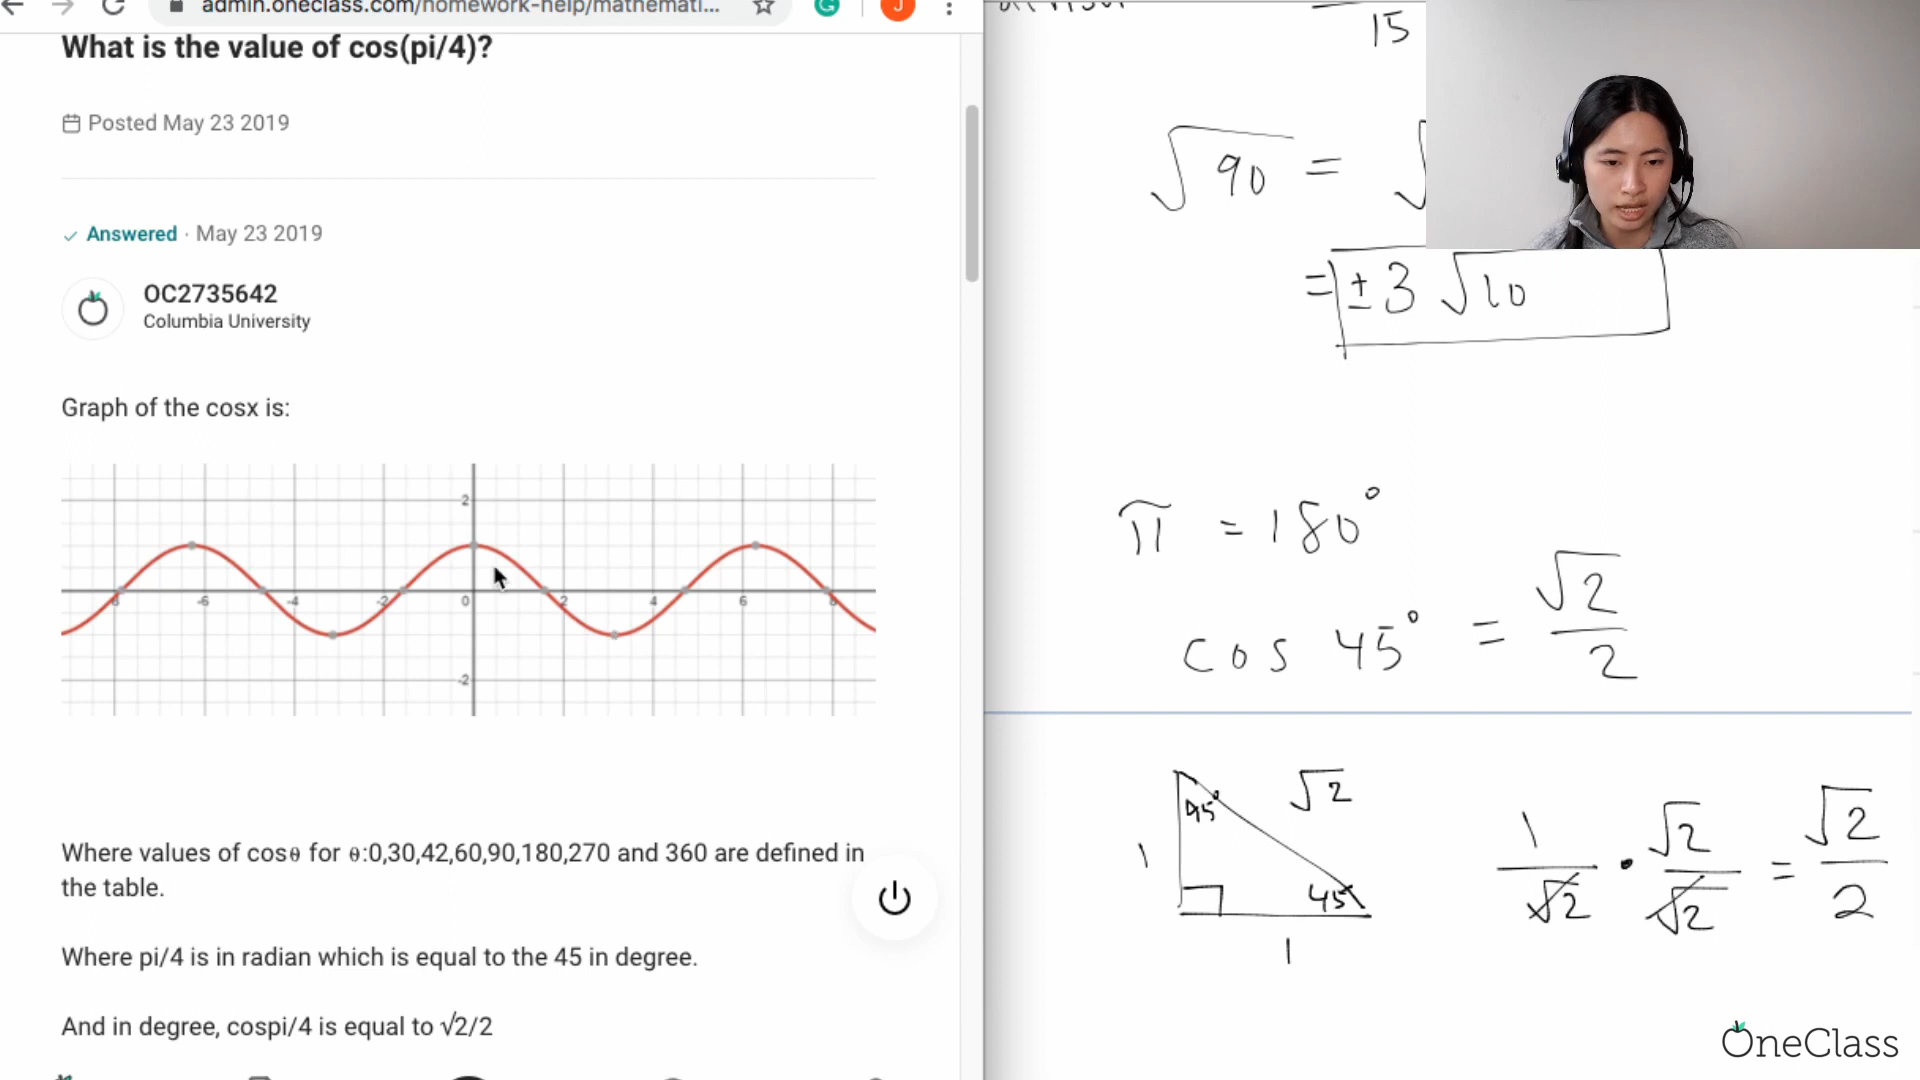 admin.oneclass.com/homework-help/mathemati...
J
What is the value of cos(pi/4)?
Posted May 23 2019
Answered · May 23 2019
OC2735642
Columbia University
Graph of the cosx is:
2
-6
-4
-2
0
2
4
6
8
-2
Where values of cosθ for θ:0,30,42,60,90,180,270 and 360 are defined in
the table.
Where pi/4 is in radian which is equal to the 45 in degree.
And in degree, cospi/4 is equal to √2/2
15
√90 = √
= ± 3 √10
π = 180°
cos 45° = √2/2
45°
√2
1
45
1
1/√2 · √2/√2 = √2/2
OneClass